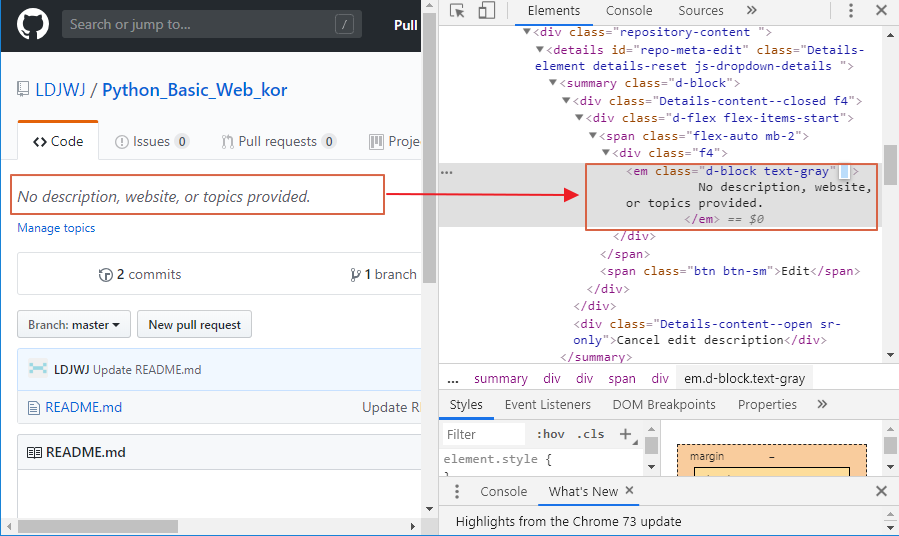 Search or jump to...
/
Pull
LDJWJ / Python_Basic_Web_kor
Code
Issues 0
Pull requests 0
Proje
No description, website, or topics provided.
Manage topics
2 commits
1 branch
Branch: master
New pull request
LDJWJ Update README.md
README.md
Update R
README.md
Elements
Console
Sources
»
<div class="repository-content ">
<details id="repo-meta-edit" class="Details-
element details-reset js-dropdown-details ">
<summary class="d-block">
<div class="Details-content--closed f4">
<div class="d-flex flex-items-start">
<span class="flex-auto mb-2">
<div class="f4">
...
<em class="d-block text-gray" >
No description, website,
or topics provided.
</em> == $0
</div>
</span>
<span class="btn btn-sm">Edit</span>
</div>
</div>
<div class="Details-content--open sr-
only">Cancel edit description</div>
</summary>
... summary div div span div em.d-block.text-gray
Styles
Event Listeners
DOM Breakpoints
Properties
»
Filter
:hov .cls +
element.style {
margin
–
Console
What's New ×
Highlights from the Chrome 73 update